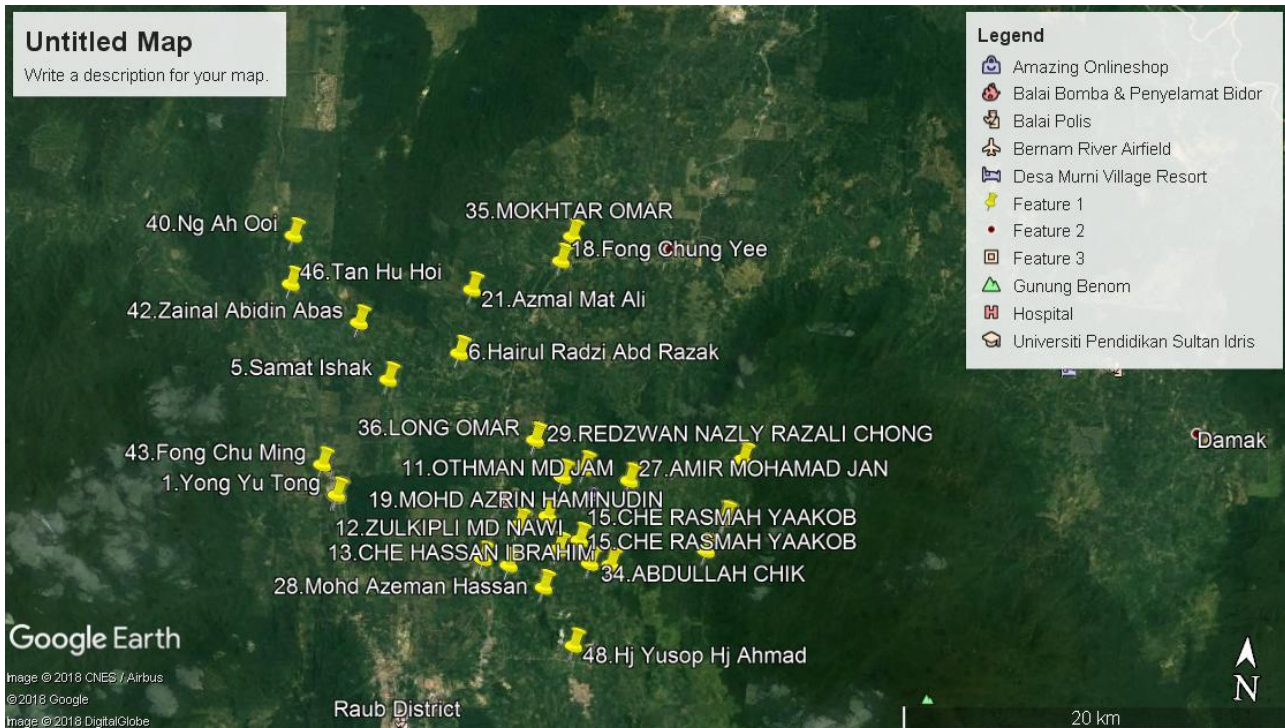 Untitled Map
Write a description for your map.
Legend
Amazing Onlineshop
Balai Bomba & Penyelamat Bidor
Balai Polis
Bernam River Airfield
Desa Murni Village Resort
Feature 1
Feature 2
Feature 3
Gunung Benom
Hospital
Universiti Pendidikan Sultan Idris
35.MOKHTAR OMAR
40.Ng Ah Ooi
18.Fong Chung Yee
46.Tan Hu Hoi
21.Azmal Mat Ali
42.Zainal Abidin Abas
6.Hairul Radzi Abd Razak
5.Samat Ishak
36.LONG OMAR
29.REDZWAN NAZLY RAZALI CHONG
Damak
43.Fong Chu Ming
11.OTHMAN MD JAM
27.AMIR MOHAMAD JAN
1.Yong Yu Tong
19.MOHD AZRIN HAMINUDIN
15.CHE RASMAH YAAKOB
12.ZULKIPLI MD NAWI
15.CHE RASMAH YAAKOB
13.CHE HASSAN IBRAHIM
34.ABDULLAH CHIK
28.Mohd Azeman Hassan
Google Earth
48.Hj Yusop Hj Ahmad
Image © 2018 CNES / Airbus
© 2018 Google
Image © 2018 DigitalGlobe
Raub District
N
20 km